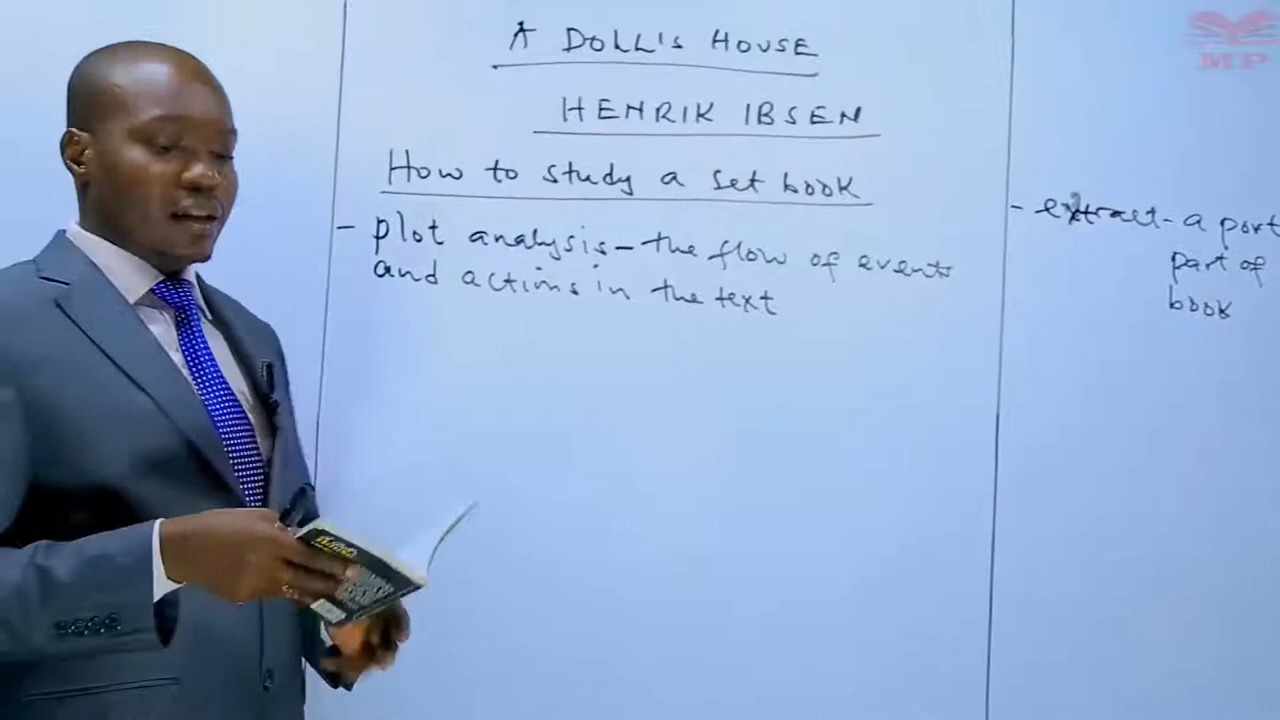 A DOLL'S HOUSE
HENRIK IBSEN
How to study a set book
- plot analysis - the flow of events
and actions in the text
- extract - a port
part of
book
MP